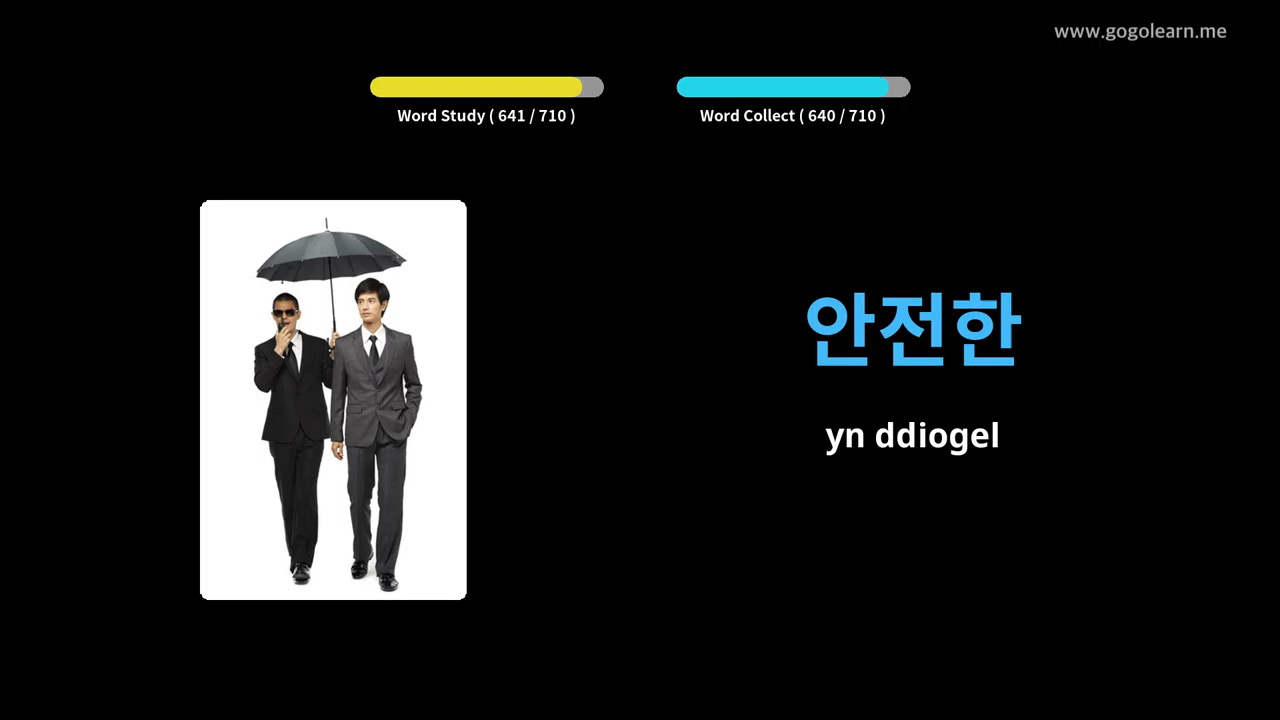 www.gogolearn.me
Word Study ( 641 / 710 )
Word Collect ( 640 / 710 )
안전한
yn ddiogel